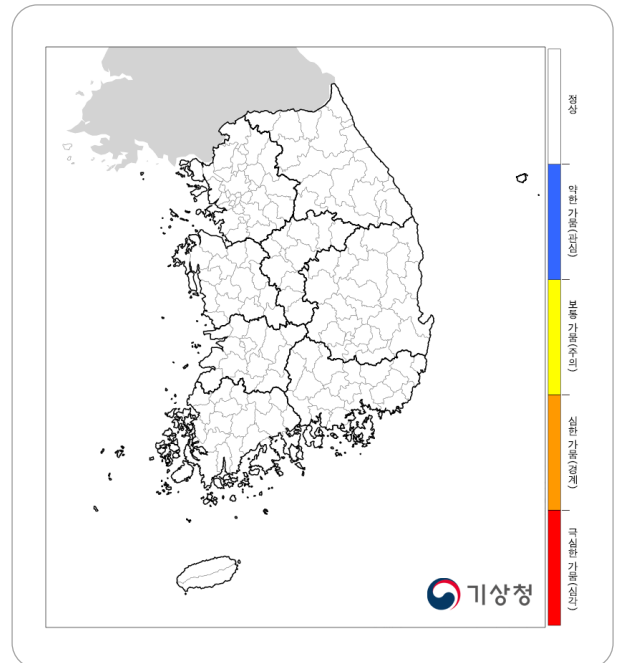 정상
약한 가뭄(관심)
보통 가뭄(주의)
심한 가뭄(경계)
극심한 가뭄(심각)
기상청